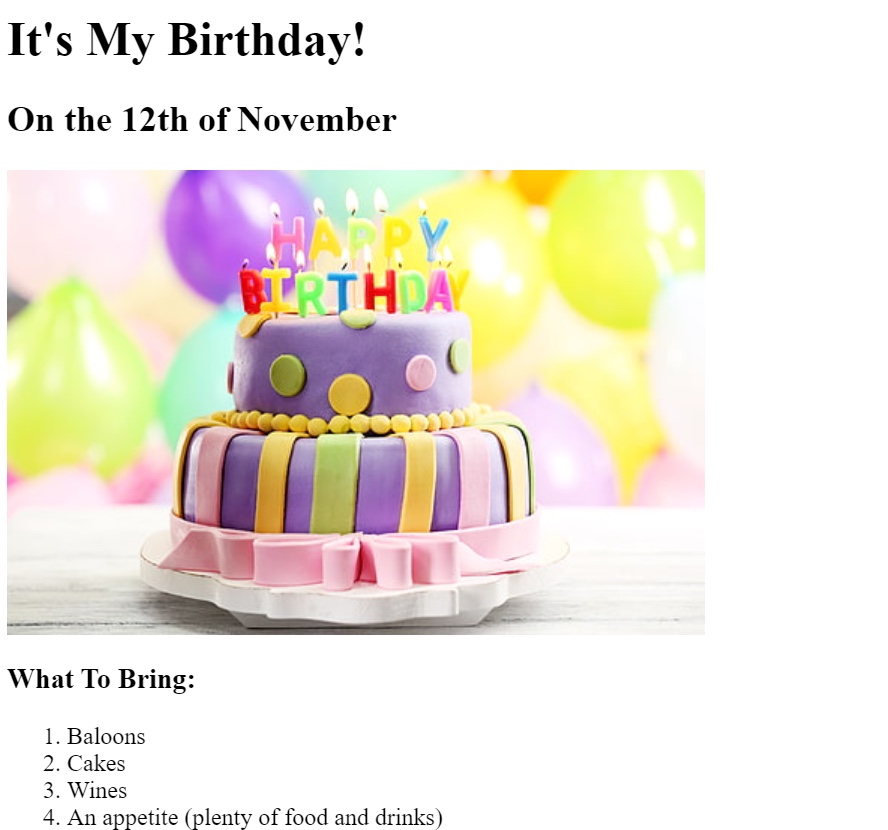 It's My Birthday!
On the 12th of November
HAPPY
BIRTHDAY
What To Bring:
1. Baloons
2. Cakes
3. Wines
4. An appetite (plenty of food and drinks)